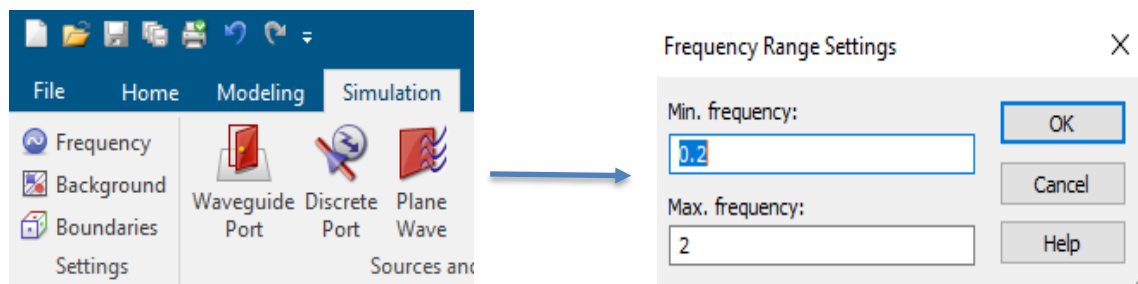 File Home Modeling Simulation
Frequency
Background
Boundaries
Settings
Waveguide Port
Discrete Port
Plane Wave
Sources and
Frequency Range Settings
Min. frequency:
0.2
Max. frequency:
2
OK
Cancel
Help